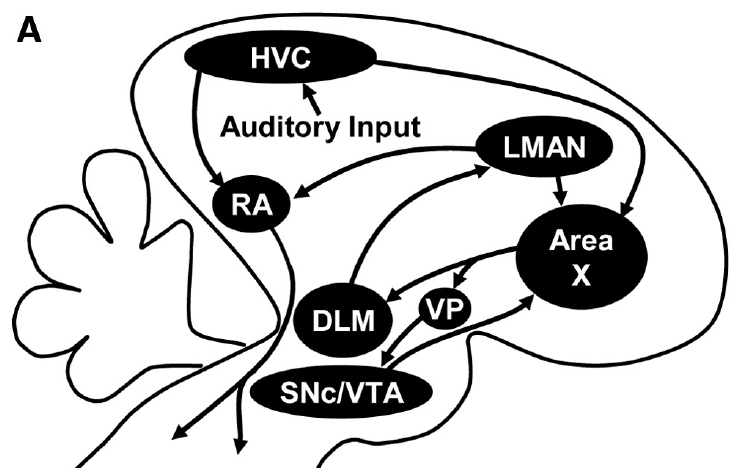 A
HVC
Auditory Input
LMAN
RA
Area
X
DLM
VP
SNc/VTA